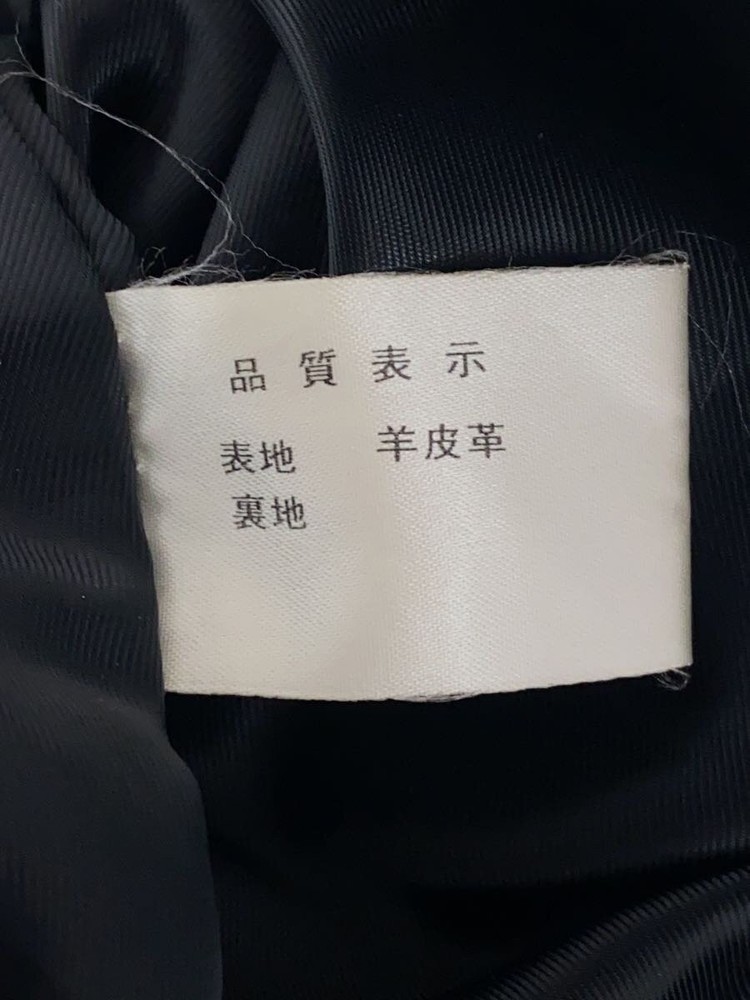 品質表示
表地 羊皮革
裏地